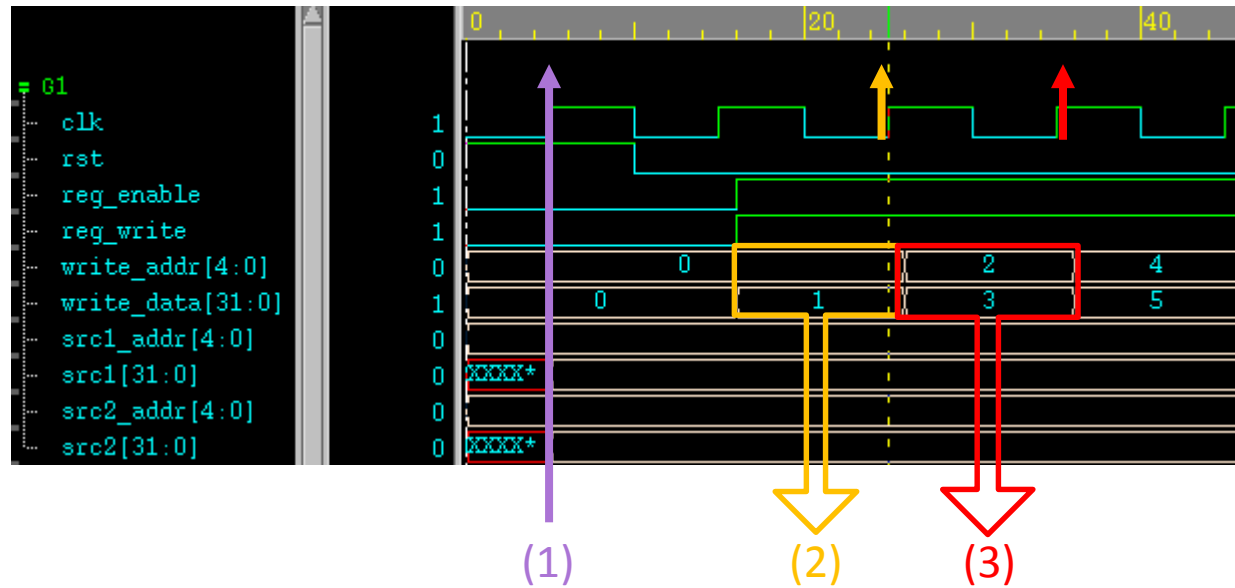 0 20 40
G1
clk 1
rst 0
reg_enable 1
reg_write 1
write_addr[4:0] 0 0 2 4
write_data[31:0] 1 0 1 3 5
src1_addr[4:0] 0
src1[31:0] 0 XXXXX*
src2_addr[4:0] 0
src2[31:0] 0 XXXXX*
(1) (2) (3)